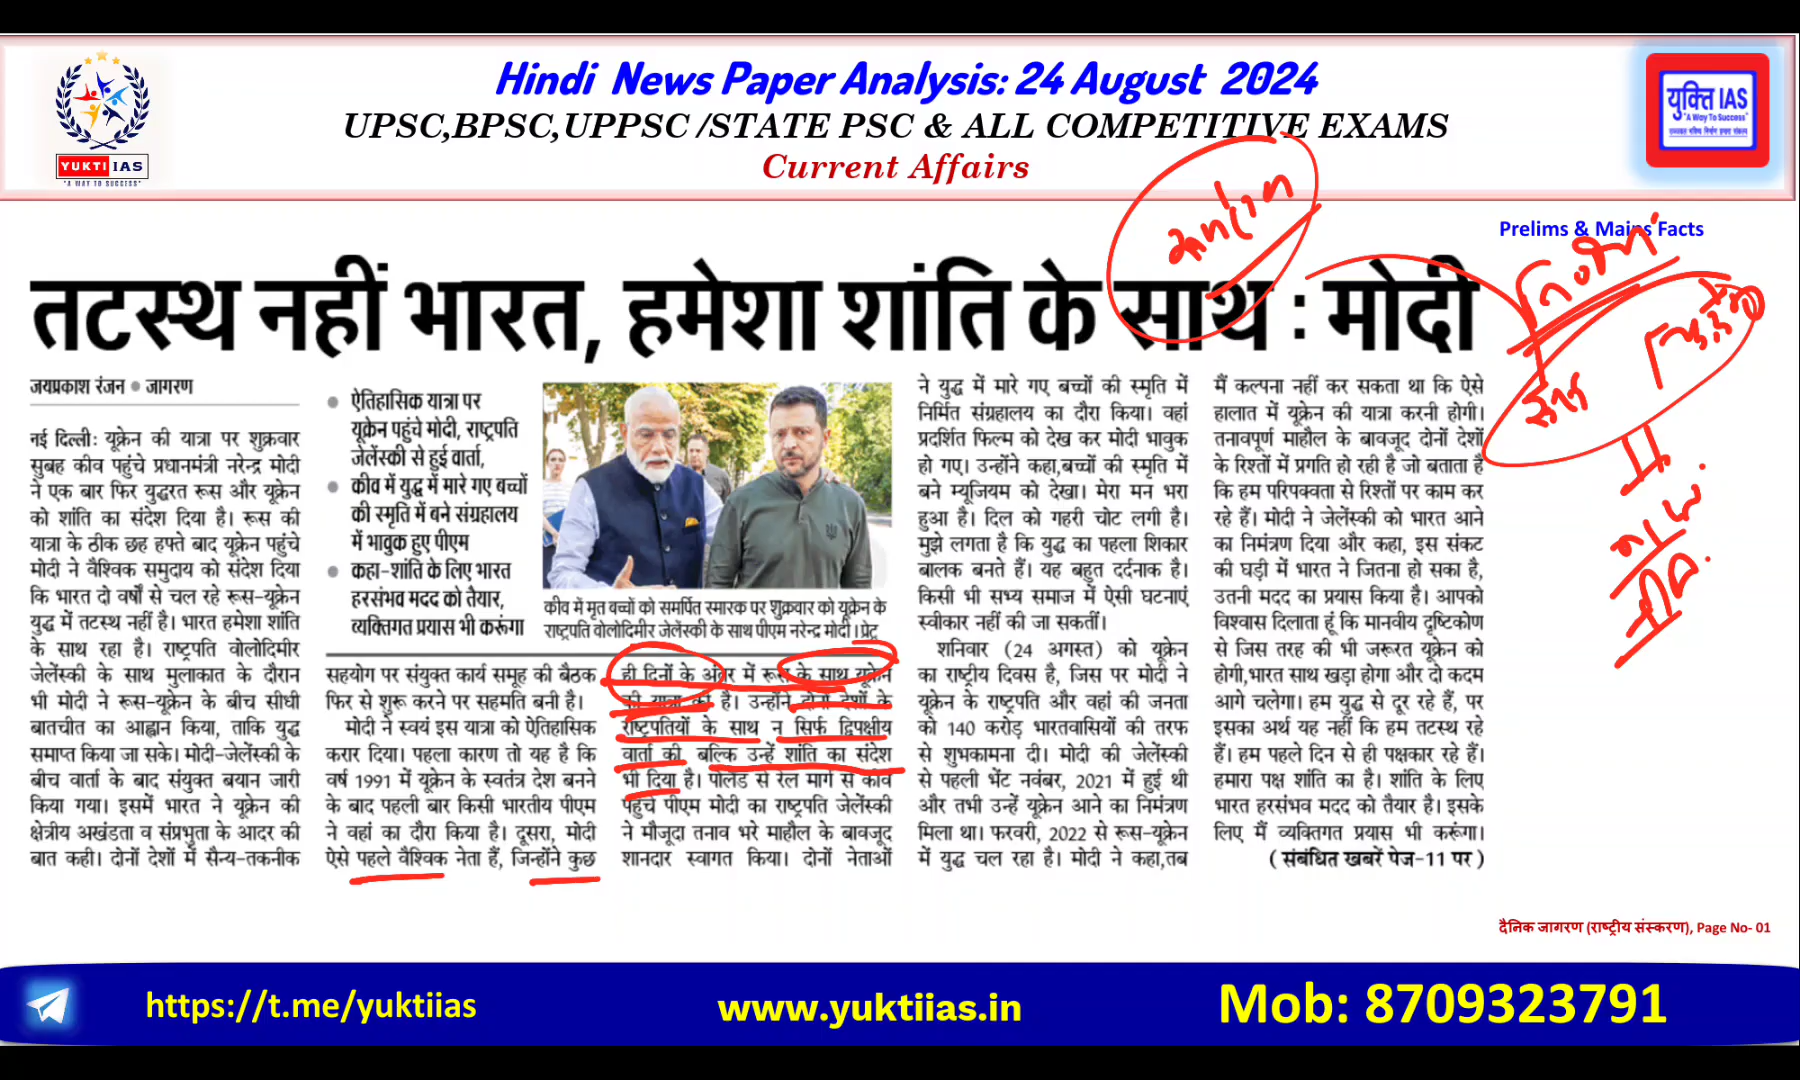 Hindi News Paper Analysis: 24 August 2024
UPSC,BPSC,UPPSC /STATE PSC & ALL COMPETITIVE EXAMS
Current Affairs
YUKTI IAS
"A WAY TO SUCCESS"
युक्ति IAS
"A Way To Success"
Prelims & Mains Facts
तटस्थ नहीं भारत, हमेशा शांति के साथ : मोदी
जयप्रकाश रंजन ● जागरण
नई दिल्ली: यूक्रेन की यात्रा पर शुक्रवार
सुबह कीव पहुंचे प्रधानमंत्री नरेन्द्र मोदी
ने एक बार फिर युद्धरत रूस और यूक्रेन
को शांति का संदेश दिया है। रूस की
यात्रा के ठीक छह हफ्ते बाद यूक्रेन पहुंचे
मोदी ने वैश्विक समुदाय को संदेश दिया
कि भारत दो वर्षों से चल रहे रूस-यूक्रेन
युद्ध में तटस्थ नहीं है। भारत हमेशा शांति
के साथ रहा है। राष्ट्रपति वोलोदिमीर
जेलेंस्की के साथ मुलाकात के दौरान
भी मोदी ने रूस-यूक्रेन के बीच सीधी
बातचीत का आह्वान किया, ताकि युद्ध
समाप्त किया जा सके। मोदी-जेलेंस्की के
बीच वार्ता के बाद संयुक्त बयान जारी
किया गया। इसमें भारत ने यूक्रेन की
क्षेत्रीय अखंडता व संप्रभुता के आदर की
बात कही। दोनों देशों में सैन्य-तकनीक
● ऐतिहासिक यात्रा पर
यूक्रेन पहुंचे मोदी, राष्ट्रपति
जेलेंस्की से हुई वार्ता,
● कीव में युद्ध में मारे गए बच्चों
की स्मृति में बने संग्रहालय
में भावुक हुए पीएम
● कहा-शांति के लिए भारत
हरसंभव मदद को तैयार,
व्यक्तिगत प्रयास भी करूंगा
कीव में मृत बच्चों को समर्पित स्मारक पर शुक्रवार को यूक्रेन के
राष्ट्रपति वोलोदिमीर जेलेंस्की के साथ पीएम नरेन्द्र मोदी। प्रेट्र
सहयोग पर संयुक्त कार्य समूह की बैठक
फिर से शुरू करने पर सहमति बनी है।
मोदी ने स्वयं इस यात्रा को ऐतिहासिक
करार दिया। पहला कारण तो यह है कि
वर्ष 1991 में यूक्रेन के स्वतंत्र देश बनने
के बाद पहली बार किसी भारतीय पीएम
ने वहां का दौरा किया है। दूसरा, मोदी
ऐसे पहले वैश्विक नेता हैं, जिन्होंने कुछ
ही दिनों के अंतर में रूस के साथ यूक्रेन
की यात्रा की है। उन्होंने दोनों देशों के
राष्ट्रपतियों के साथ न सिर्फ द्विपक्षीय
वार्ता की बल्कि उन्हें शांति का संदेश
भी दिया है। पोलैंड से रेल मार्ग से कीव
पहुंचे पीएम मोदी का राष्ट्रपति जेलेंस्की
ने मौजूदा तनाव भरे माहौल के बावजूद
शानदार स्वागत किया। दोनों नेताओं
ने युद्ध में मारे गए बच्चों की स्मृति में
निर्मित संग्रहालय का दौरा किया। वहां
प्रदर्शित फिल्म को देख कर मोदी भावुक
हो गए। उन्होंने कहा,बच्चों की स्मृति में
बने म्यूजियम को देखा। मेरा मन भरा
हुआ है। दिल को गहरी चोट लगी है।
मुझे लगता है कि युद्ध का पहला शिकार
बालक बनते हैं। यह बहुत दर्दनाक है।
किसी भी सभ्य समाज में ऐसी घटनाएं
स्वीकार नहीं की जा सकतीं।
शनिवार (24 अगस्त) को यूक्रेन
का राष्ट्रीय दिवस है, जिस पर मोदी ने
यूक्रेन के राष्ट्रपति और वहां की जनता
को 140 करोड़ भारतवासियों की तरफ
से शुभकामना दी। मोदी की जेलेंस्की
से पहली भेंट नवंबर, 2021 में हुई थी
और तभी उन्हें यूक्रेन आने का निमंत्रण
मिला था। फरवरी, 2022 से रूस-यूक्रेन
में युद्ध चल रहा है। मोदी ने कहा,तब
मैं कल्पना नहीं कर सकता था कि ऐसे
हालात में यूक्रेन की यात्रा करनी होगी।
तनावपूर्ण माहौल के बावजूद दोनों देशों
के रिश्तों में प्रगति हो रही है जो बताता है
कि हम परिपक्वता से रिश्तों पर काम कर
रहे हैं। मोदी ने जेलेंस्की को भारत आने
का निमंत्रण दिया और कहा, इस संकट
की घड़ी में भारत ने जितना हो सका है,
उतनी मदद का प्रयास किया है। आपको
विश्वास दिलाता हूं कि मानवीय दृष्टिकोण
से जिस तरह की भी जरूरत यूक्रेन को
होगी,भारत साथ खड़ा होगा और दो कदम
आगे चलेगा। हम युद्ध से दूर रहे हैं, पर
इसका अर्थ यह नहीं कि हम तटस्थ रहे
हैं। हम पहले दिन से ही पक्षकार रहे हैं।
हमारा पक्ष शांति का है। शांति के लिए
भारत हरसंभव मदद को तैयार है। इसके
लिए मैं व्यक्तिगत प्रयास भी करूंगा।
(संबंधित खबरें पेज-11 पर)
दैनिक जागरण (राष्ट्रीय संस्करण), Page No- 01
https://t.me/yuktiias
www.yuktiias.in
Mob: 8709323791